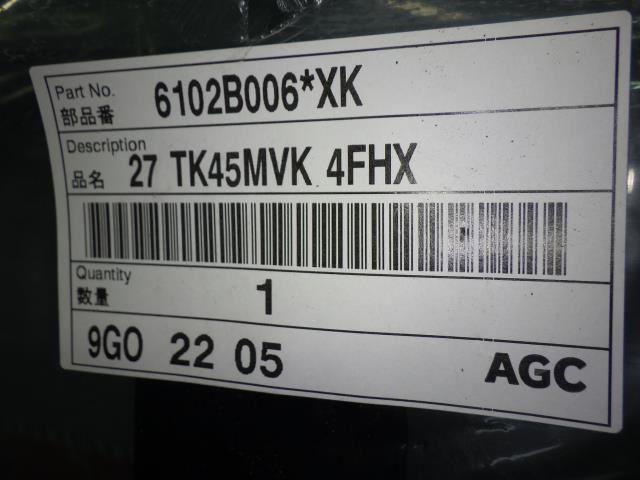 Part No.
部品番 6102B006*XK
Description
品名 27 TK45MVK 4FHX
Quantity
数量 1
9GO 22 05 AGC